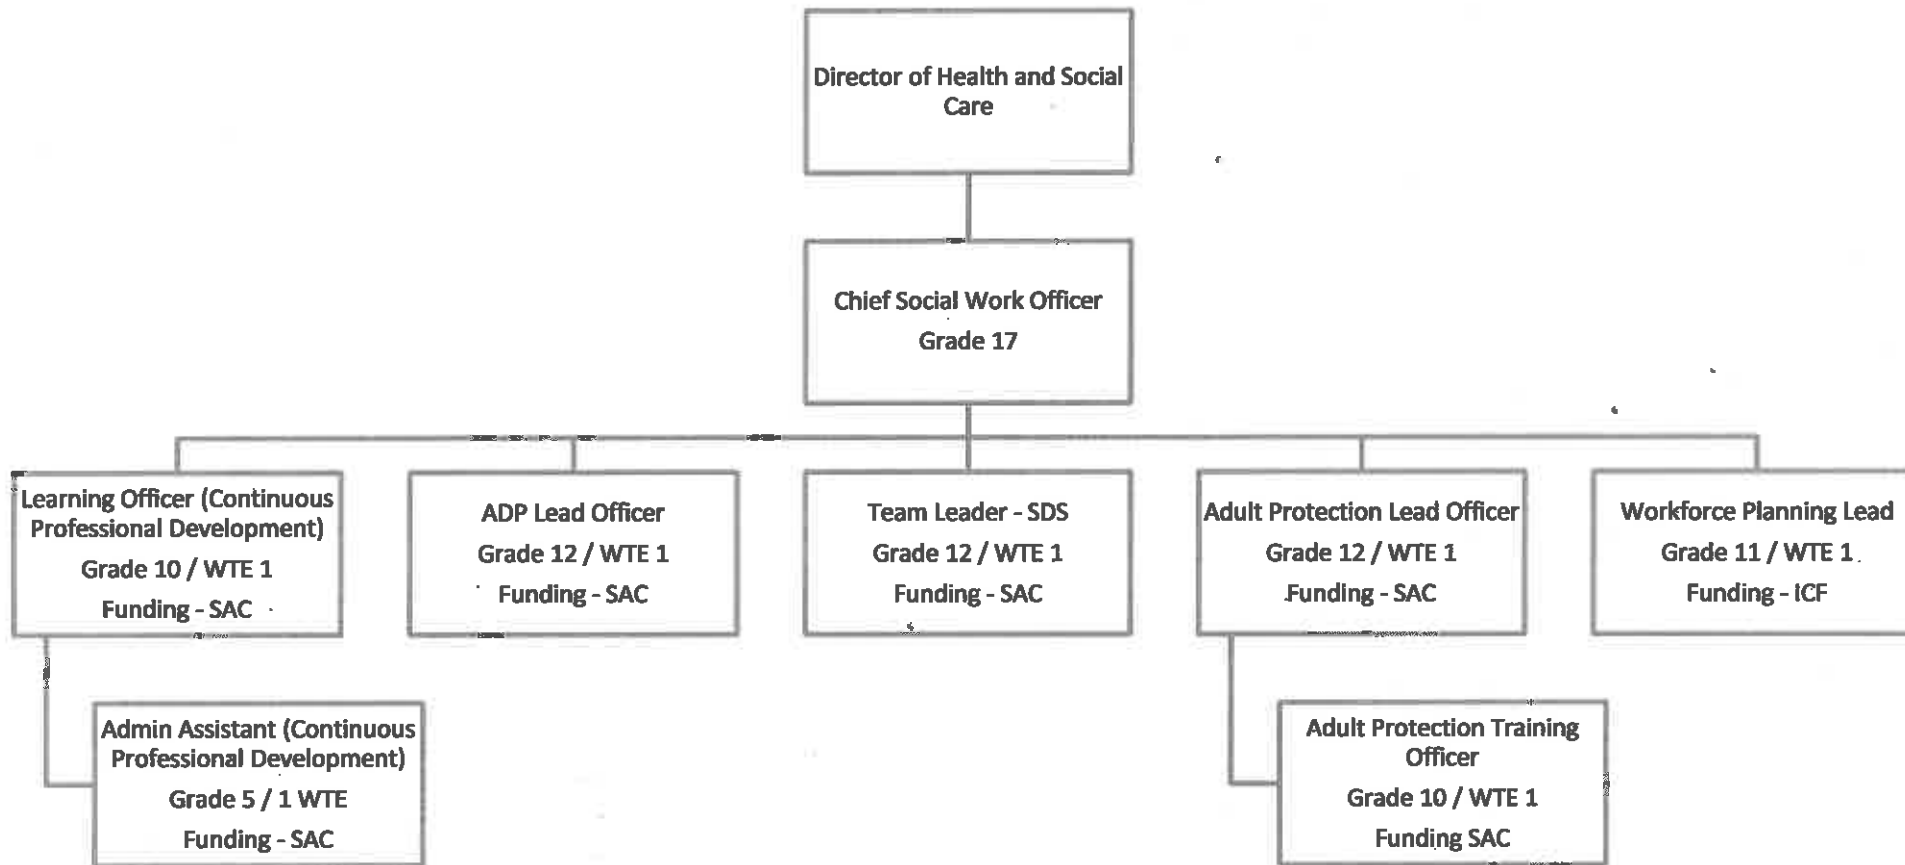 Director of Health and Social
Care
Chief Social Work Officer
Grade 17
Learning Officer (Continuous
Professional Development)
Grade 10 / WTE 1
Funding - SAC
ADP Lead Officer
Grade 12 / WTE 1
Funding - SAC
Team Leader - SDS
Grade 12 / WTE 1
Funding - SAC
Adult Protection Lead Officer
Grade 12 / WTE 1
Funding - SAC
Workforce Planning Lead
Grade 11 / WTE 1
Funding - ICF
Admin Assistant (Continuous
Professional Development)
Grade 5 / 1 WTE
Funding - SAC
Adult Protection Training
Officer
Grade 10 / WTE 1
Funding SAC